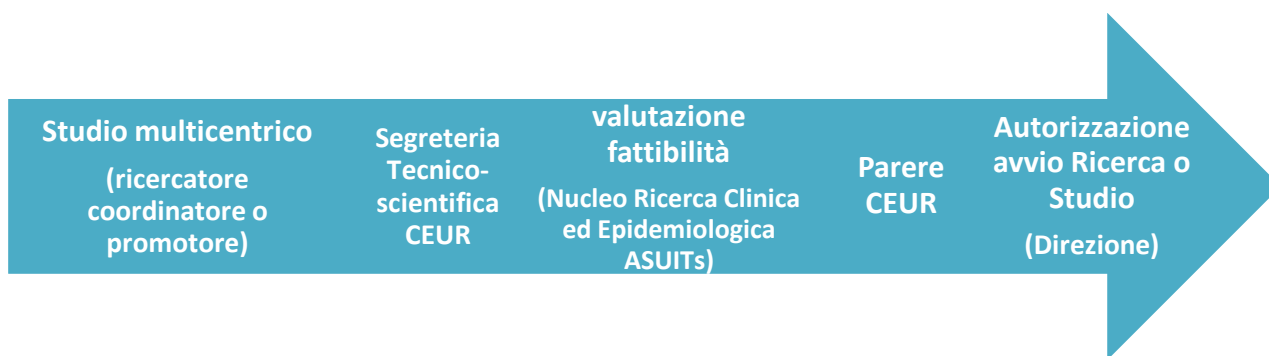 Studio multicentrico
(ricercatore
coordinatore o
promotore)
Segreteria
Tecnico-
scientifica
CEUR
valutazione
fattibilità
(Nucleo Ricerca Clinica
ed Epidemiologica
ASUITs)
Parere
CEUR
Autorizzazione
avvio Ricerca o
Studio
(Direzione)